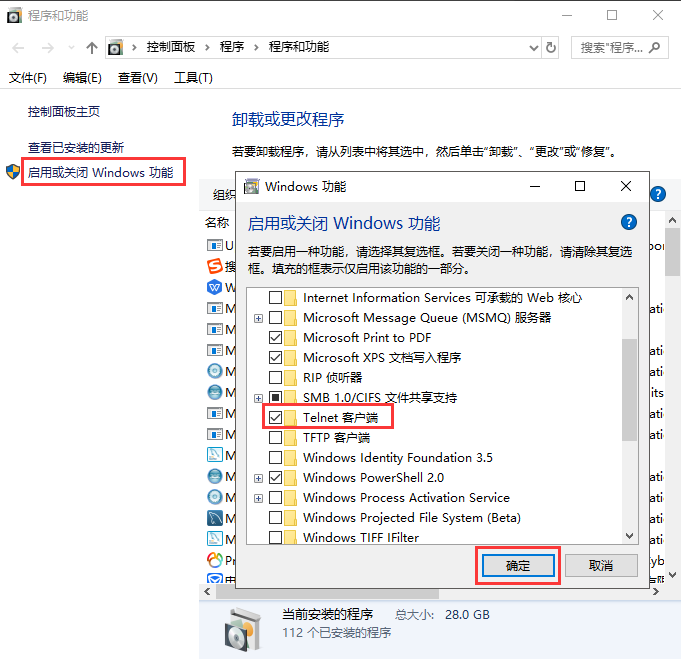 程序和功能
控制面板 程序 程序和功能
搜索"程序...
文件(F) 编辑(E) 查看(V) 工具(T)
控制面板主页
查看已安装的更新
启用或关闭 Windows 功能
卸载或更改程序
若要卸载程序，请从列表中将其选中，然后单击“卸载”、“更改”或“修复”。
组织
名称
Windows 功能
启用或关闭 Windows 功能
若要启用一种功能，请选择其复选框。若要关闭一种功能，请清除其复选
框。填充的框表示仅启用该功能的一部分。
Internet Information Services 可承载的 Web 核心
Microsoft Message Queue (MSMQ) 服务器
Microsoft Print to PDF
Microsoft XPS 文档写入程序
RIP 侦听器
SMB 1.0/CIFS 文件共享支持
Telnet 客户端
TFTP 客户端
Windows Identity Foundation 3.5
Windows PowerShell 2.0
Windows Process Activation Service
Windows Projected File System (Beta)
Windows TIFF IFilter
确定 取消
当前安装的程序 总大小: 28.0 GB
112 个已安装的程序